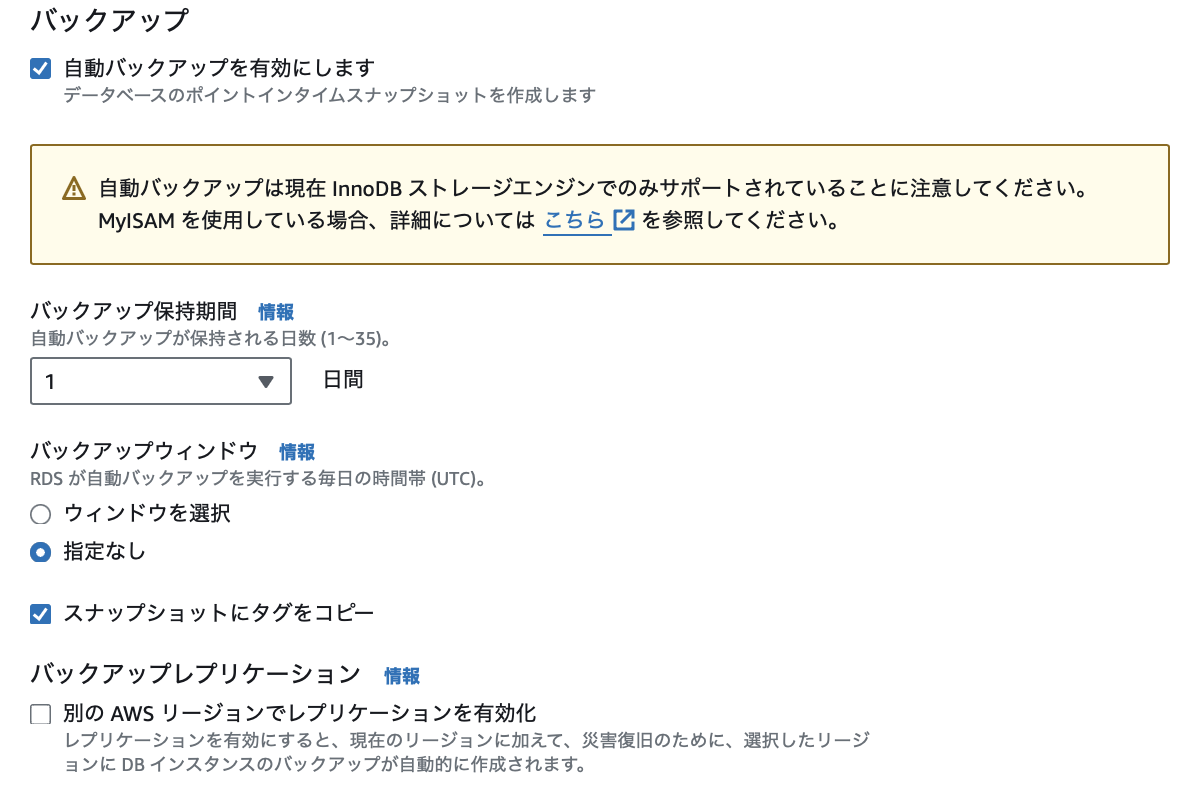 バックアップ
自動バックアップを有効にします
データベースのポイントインタイムスナップショットを作成します
自動バックアップは現在 InnoDB ストレージエンジンでのみサポートされていることに注意してください。
MyISAM を使用している場合、詳細については こちら を参照してください。
バックアップ保持期間 情報
自動バックアップが保持される日数 (1〜35)。
1 日間
バックアップウィンドウ 情報
RDS が自動バックアップを実行する毎日の時間帯 (UTC)。
ウィンドウを選択
指定なし
スナップショットにタグをコピー
バックアップレプリケーション 情報
別の AWS リージョンでレプリケーションを有効化
レプリケーションを有効にすると、現在のリージョンに加えて、災害復旧のために、選択したリージ
ョンに DB インスタンスのバックアップが自動的に作成されます。